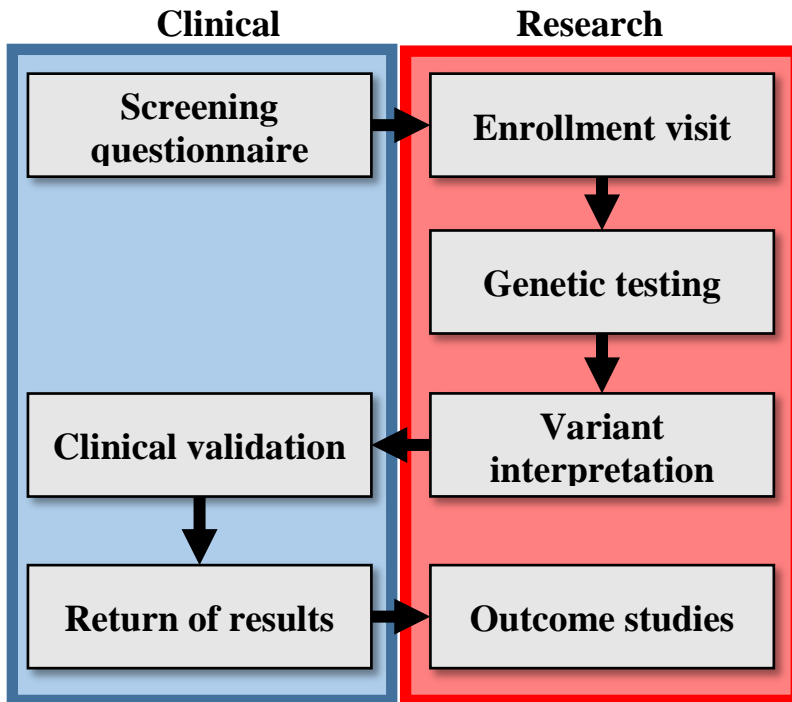 Clinical
Research
Screening
questionnaire
Enrollment visit
Genetic testing
Clinical validation
Variant
interpretation
Return of results
Outcome studies